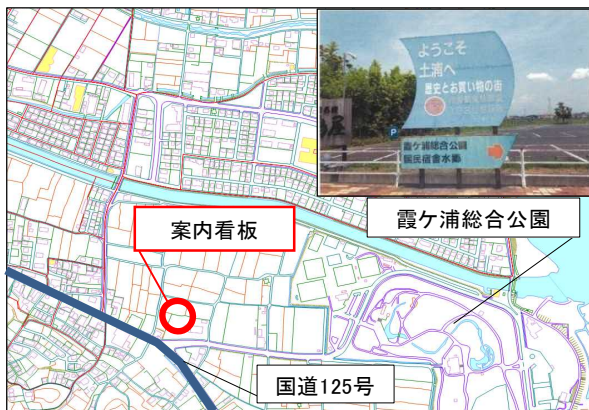 ようこそ
土浦へ
歴史とお買い物の街
P
霞ケ浦総合公園
国民宿舎水郷
案内看板
霞ケ浦総合公園
国道125号